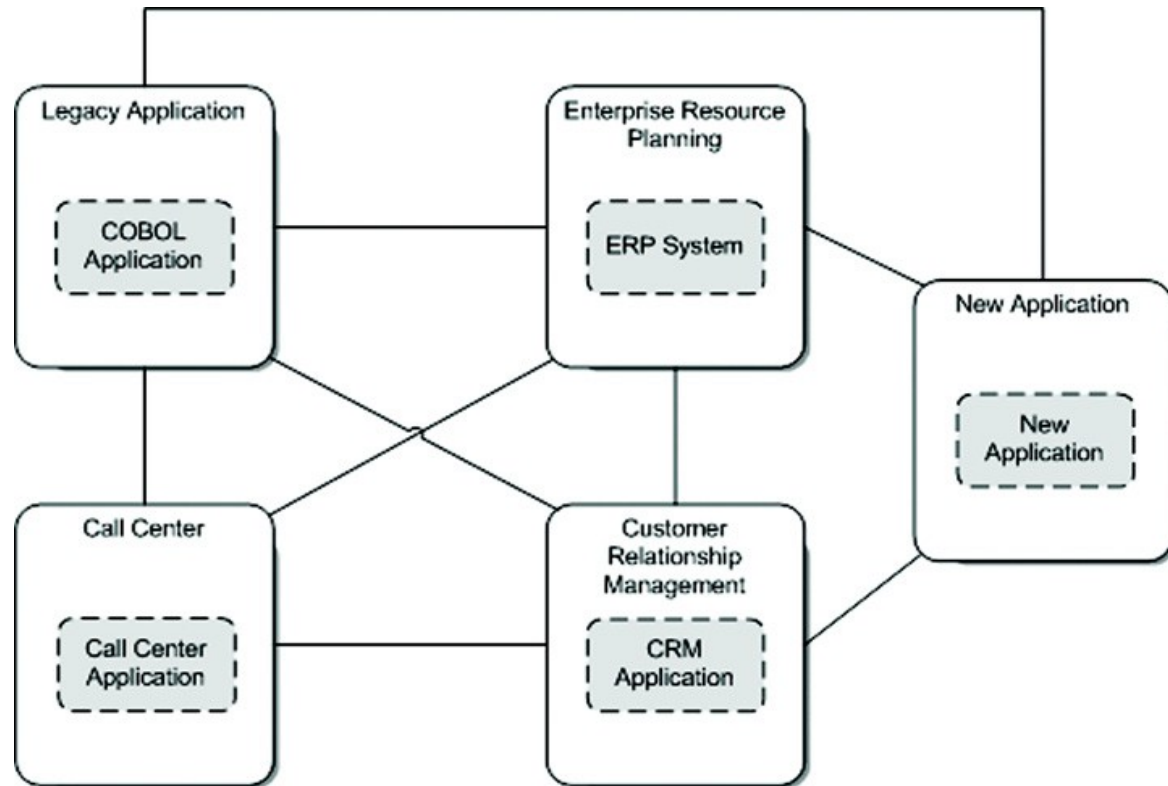 Legacy Application
COBOL
Application
Enterprise Resource
Planning
ERP System
New Application
New
Application
Call Center
Call Center
Application
Customer
Relationship
Management
CRM
Application